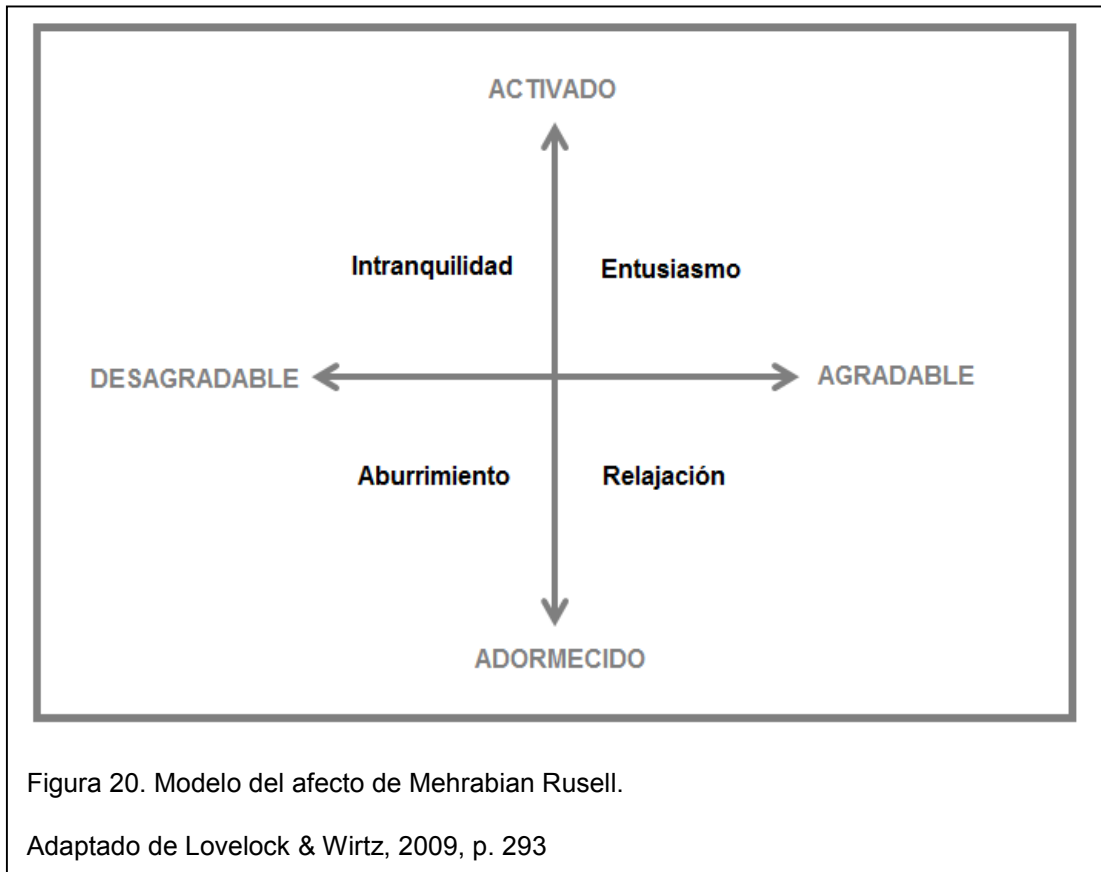 ACTIVADO
Intranquilidad Entusiasmo
DESAGRADABLE AGRADABLE
Aburrimiento Relajación
ADORMECIDO
Figura 20. Modelo del afecto de Mehrabian Rusell.
Adaptado de Lovelock & Wirtz, 2009, p. 293